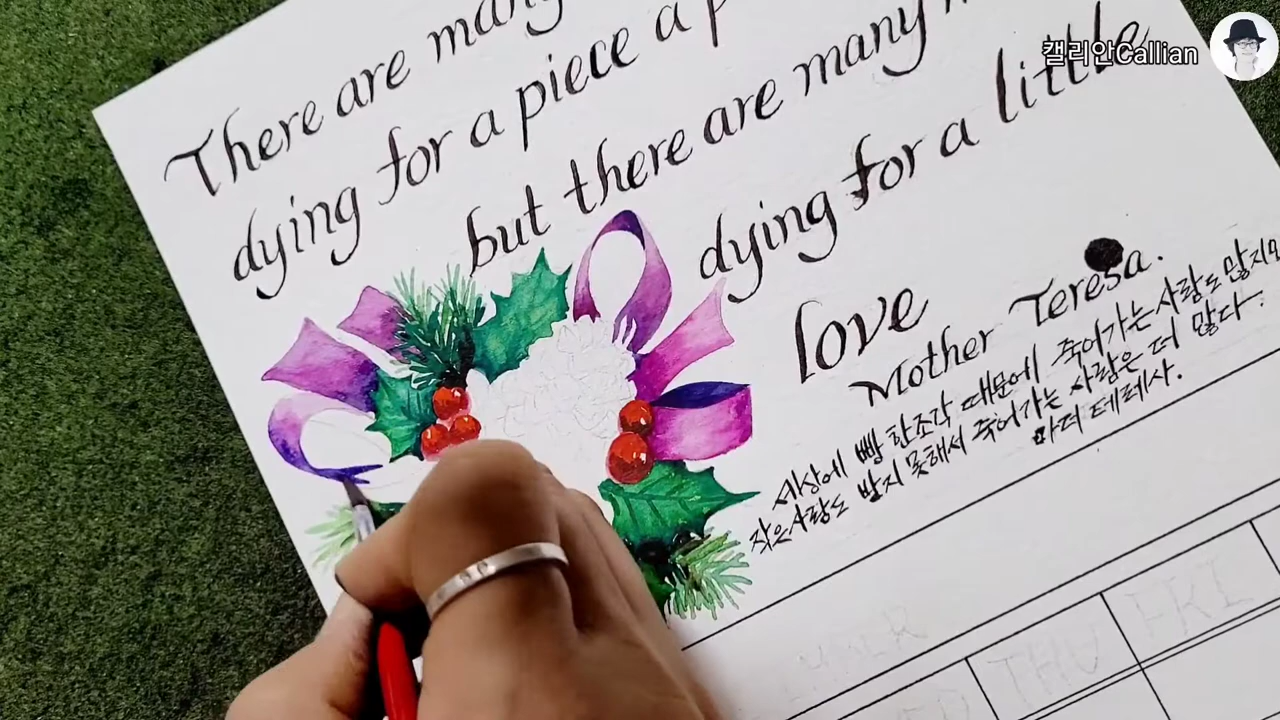 캘리안Callian
There are many
dying for a piece a
but there are many
dying for a little
love
Mother Teresa.
세상에 빵 한조각 때문에 죽어가는 사람도 많지만
작은사랑도 받지 못해서 죽어가는 사람은 더 많다.
마더 테레사.
THU FRI